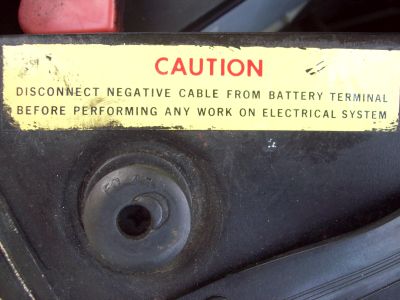 CAUTION
DISCONNECT NEGATIVE CABLE FROM BATTERY TERMINAL
BEFORE PERFORMING ANY WORK ON ELECTRICAL SYSTEM